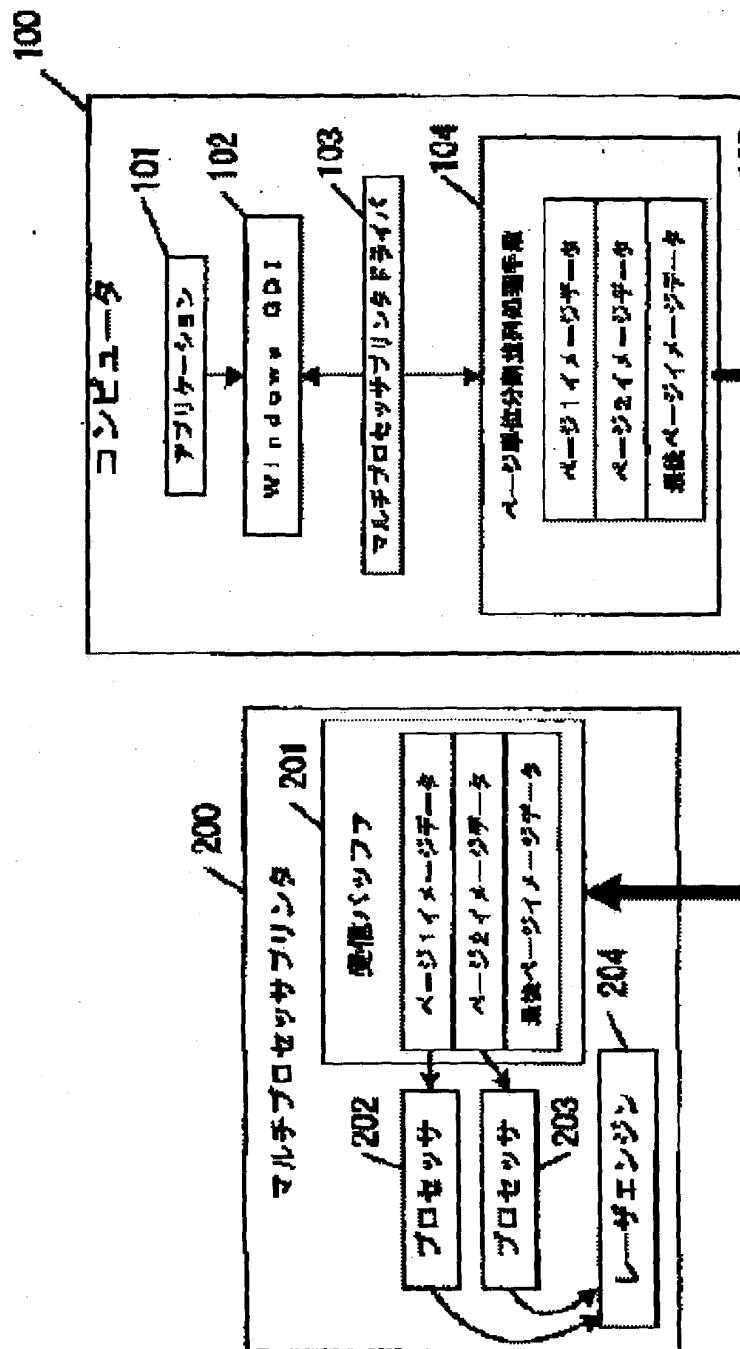 100
コンピュータ
アプリケーション
101
Windows GDI
102
マルチプロセッサプリンタドライバ
103
104
ページ単位分割並列処理手段
ページ1イメージデータ
ページ2イメージデータ
最後ページイメージデータ
200
マルチプロセッサプリンタ
201
受信バッファ
ページ1イメージデータ
ページ2イメージデータ
最後ページイメージデータ
202
プロセッサ
203
プロセッサ
204
レーザエンジン